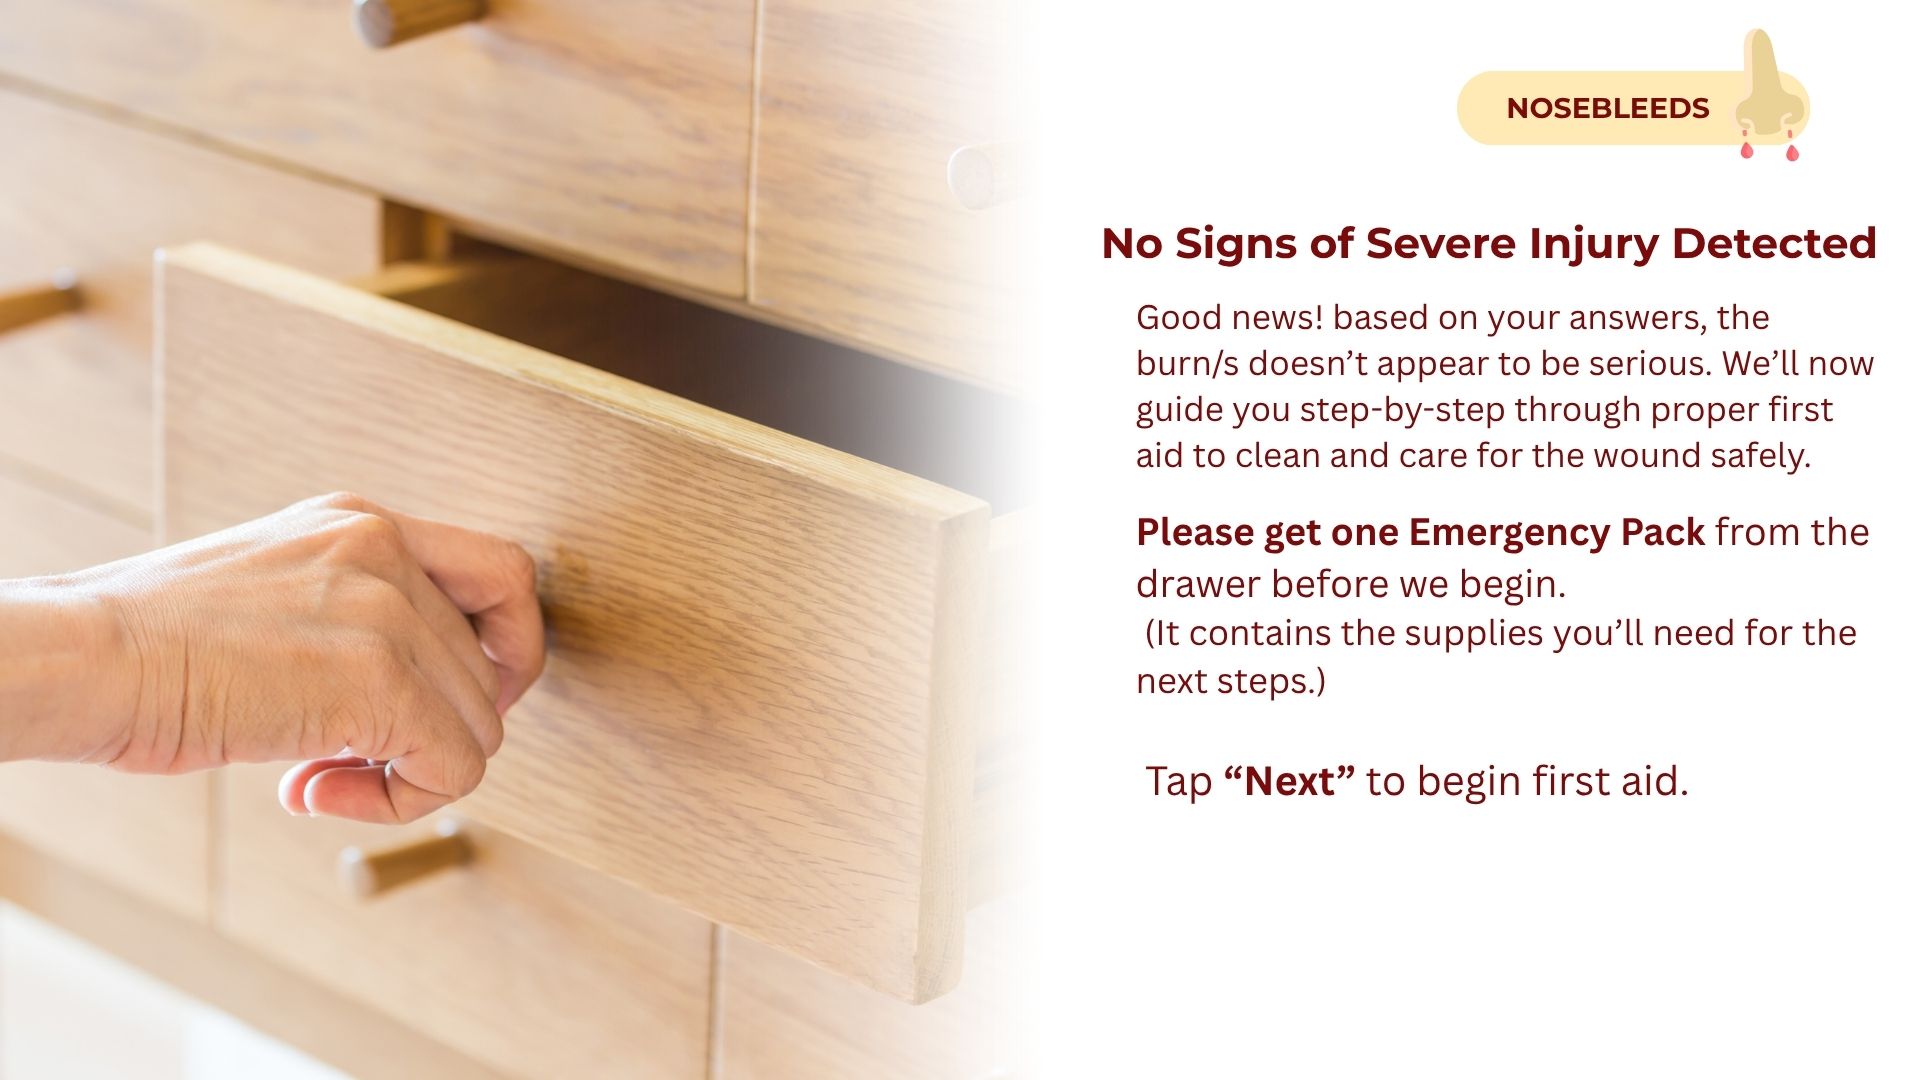 NOSEBLEEDS
No Signs of Severe Injury Detected
Good news! based on your answers, the
burn/s doesn’t appear to be serious. We’ll now
guide you step-by-step through proper first
aid to clean and care for the wound safely.
Please get one Emergency Pack from the
drawer before we begin.
(It contains the supplies you’ll need for the
next steps.)
Tap “Next” to begin first aid.